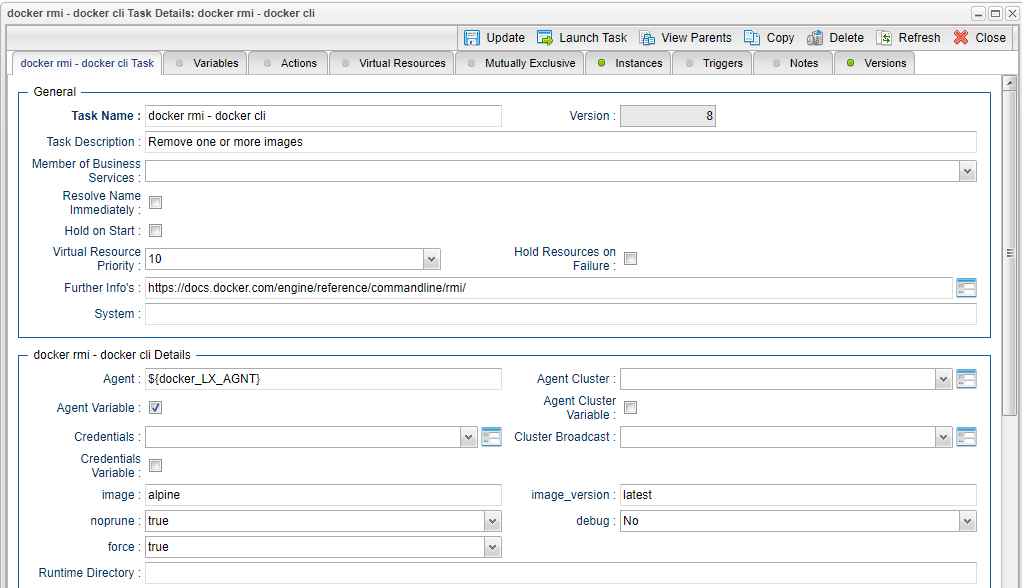 docker rmi - docker cli Task Details: docker rmi - docker cli
Update Launch Task View Parents Copy Delete Refresh Close
docker rmi - docker cli Task Variables Actions Virtual Resources Mutually Exclusive Instances Triggers Notes Versions
General
Task Name : docker rmi - docker cli Version : 8
Task Description : Remove one or more images
Member of Business
Services :
Resolve Name
Immediately :
Hold on Start :
Virtual Resource
Priority : 10
Hold Resources on
Failure :
Further Info's : https://docs.docker.com/engine/reference/commandline/rmi/
System :
docker rmi - docker cli Details
Agent : ${docker_LX_AGNT} Agent Cluster :
Agent Variable :
Agent Cluster
Variable :
Credentials : Cluster Broadcast :
Credentials
Variable :
image : alpine image_version : latest
noprune : true debug : No
force : true
Runtime Directory :